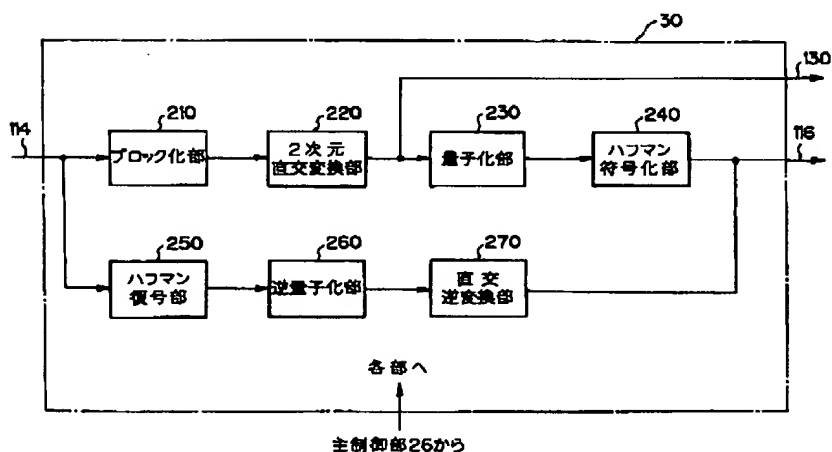 30
130
114
210
ブロック化部
220
2次元
直交変換部
230
量子化部
240
ハフマン
符号化部
116
250
ハフマン
復号部
260
逆量子化部
270
直交
逆変換部
各部へ
主制御部26から